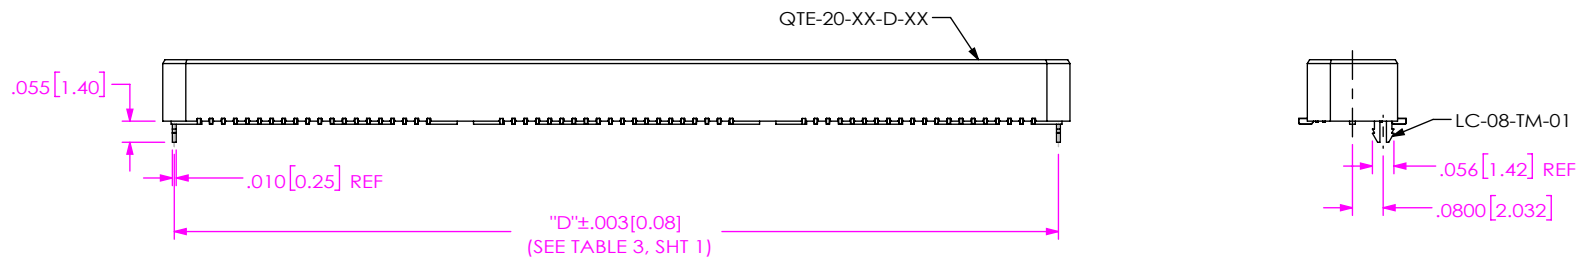 QTE-20-XX-D-XX
.055[1.40]
LC-08-TM-01
.010[0.25] REF
.056[1.42] REF
.0800[2.032]
"D"±.003[0.08]
(SEE TABLE 3, SHT 1)